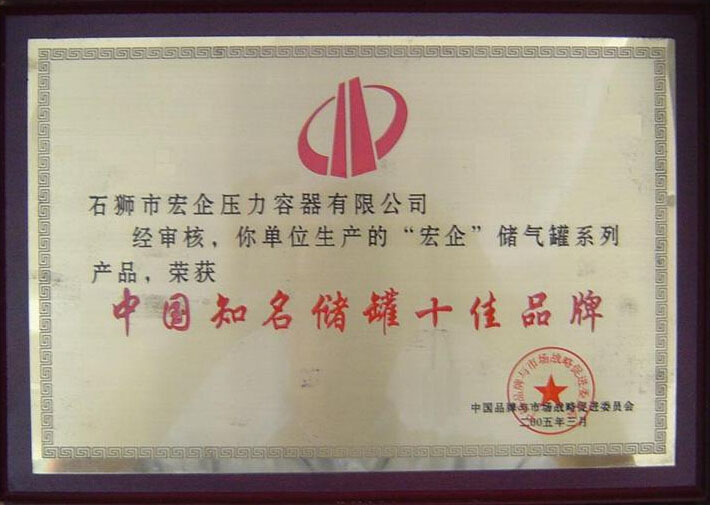 石狮市宏企压力容器有限公司
经审核，你单位生产的“宏企”储气罐系列
产品，荣获
中国知名储罐十佳品牌
中国品牌与市场战略促进委员会
二00五年三月